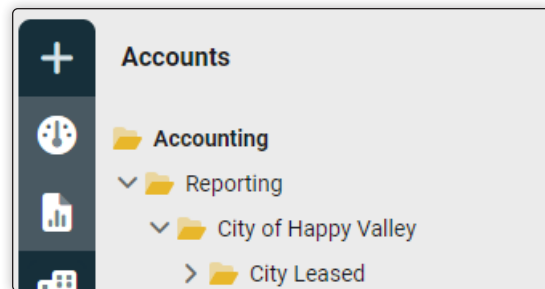 Accounts
Accounting
Reporting
City of Happy Valley
City Leased